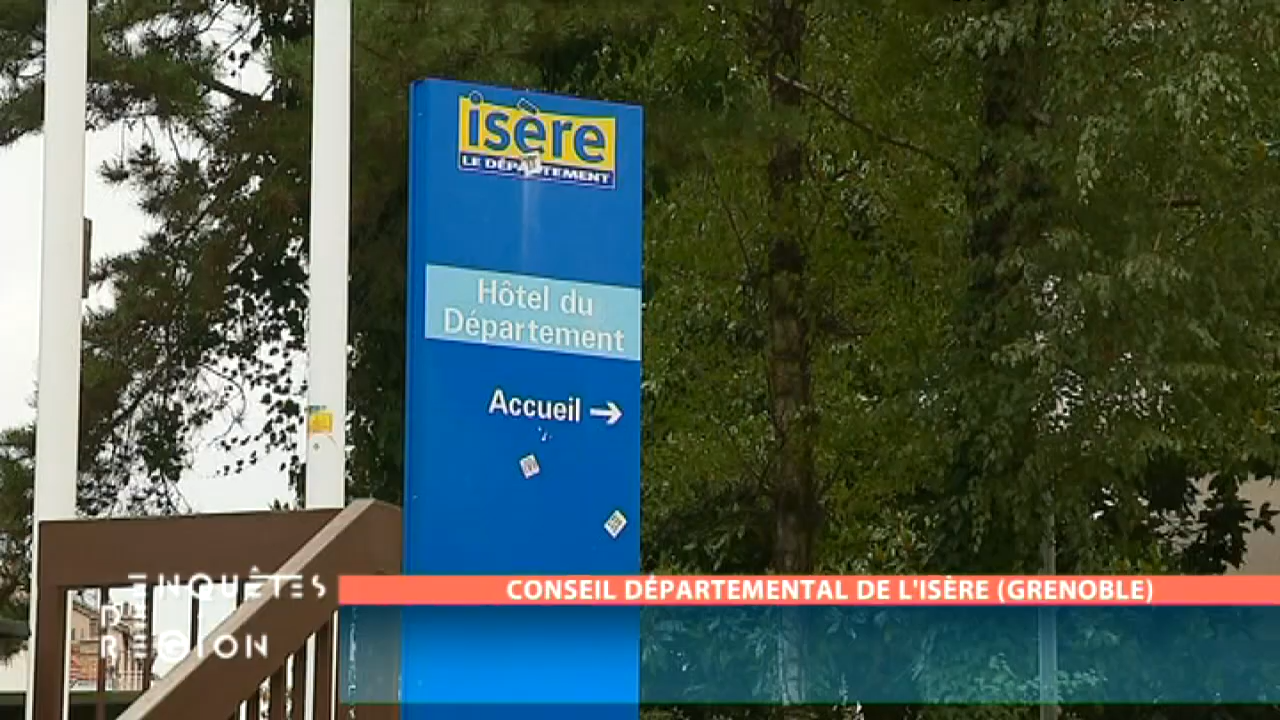 isère
LE DÉPARTEMENT
Hôtel du
Département
Accueil →
ENQUÊTES
DE
RÉGION
CONSEIL DÉPARTEMENTAL DE L'ISÈRE (GRENOBLE)